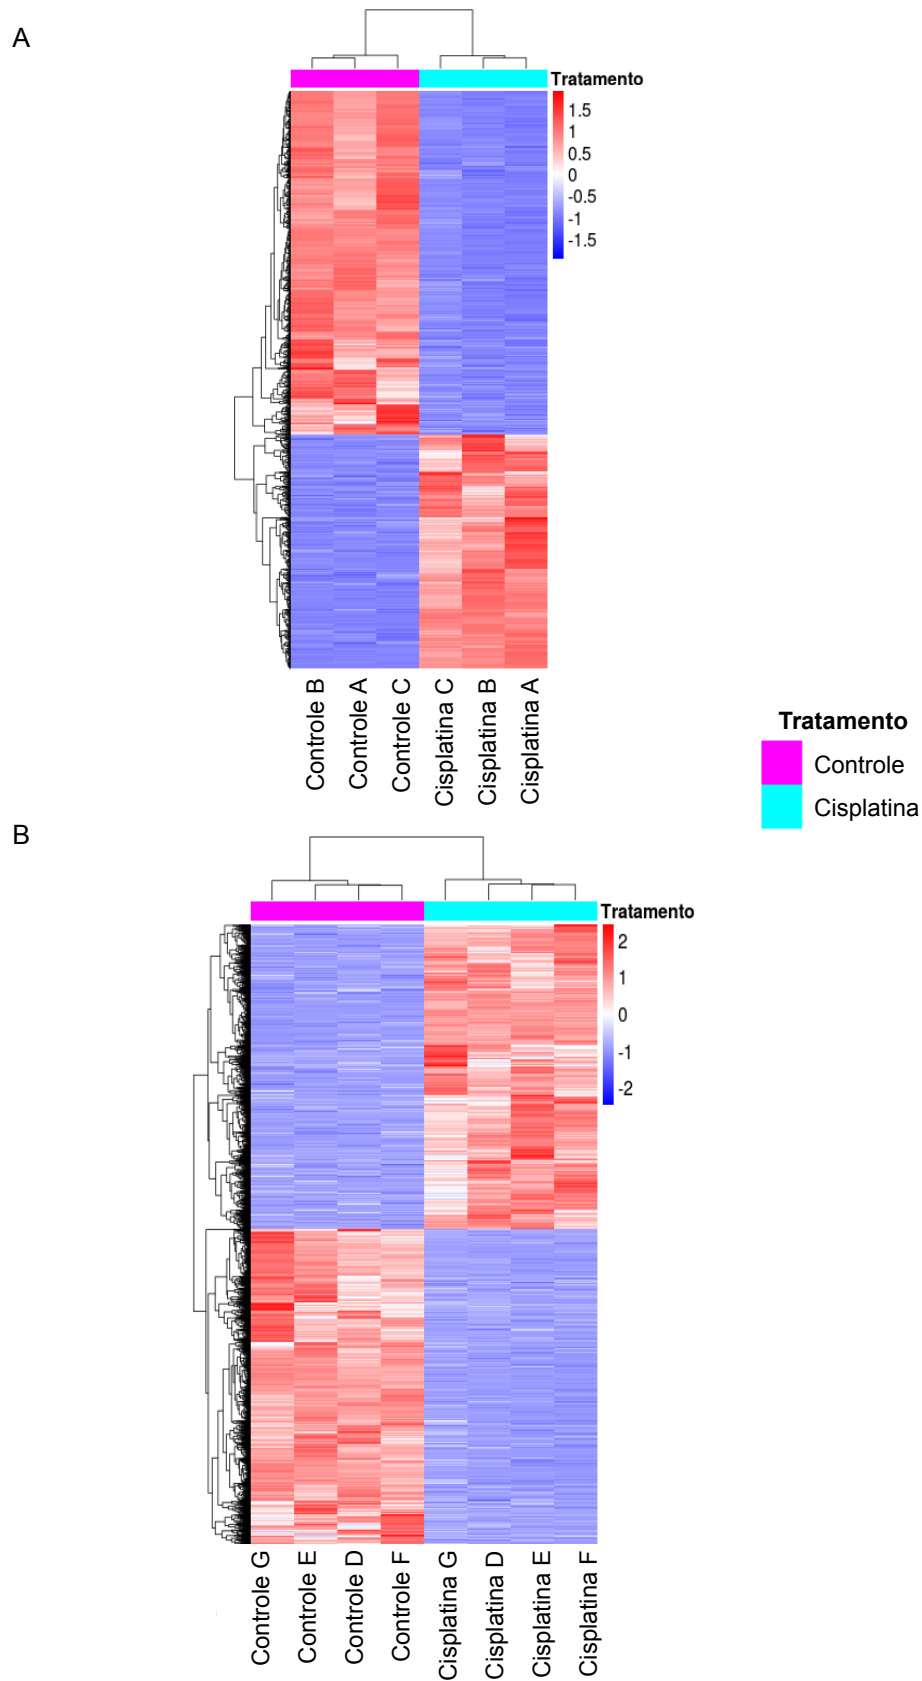 A
Tratamento
1.5
1
0.5
0
-0.5
-1
-1.5
Controle B
Controle A
Controle C
Cisplatina C
Cisplatina B
Cisplatina A
Tratamento
Controle
Cisplatina
B
Tratamento
2
1
0
-1
-2
Controle G
Controle E
Controle D
Controle F
Cisplatina G
Cisplatina D
Cisplatina E
Cisplatina F